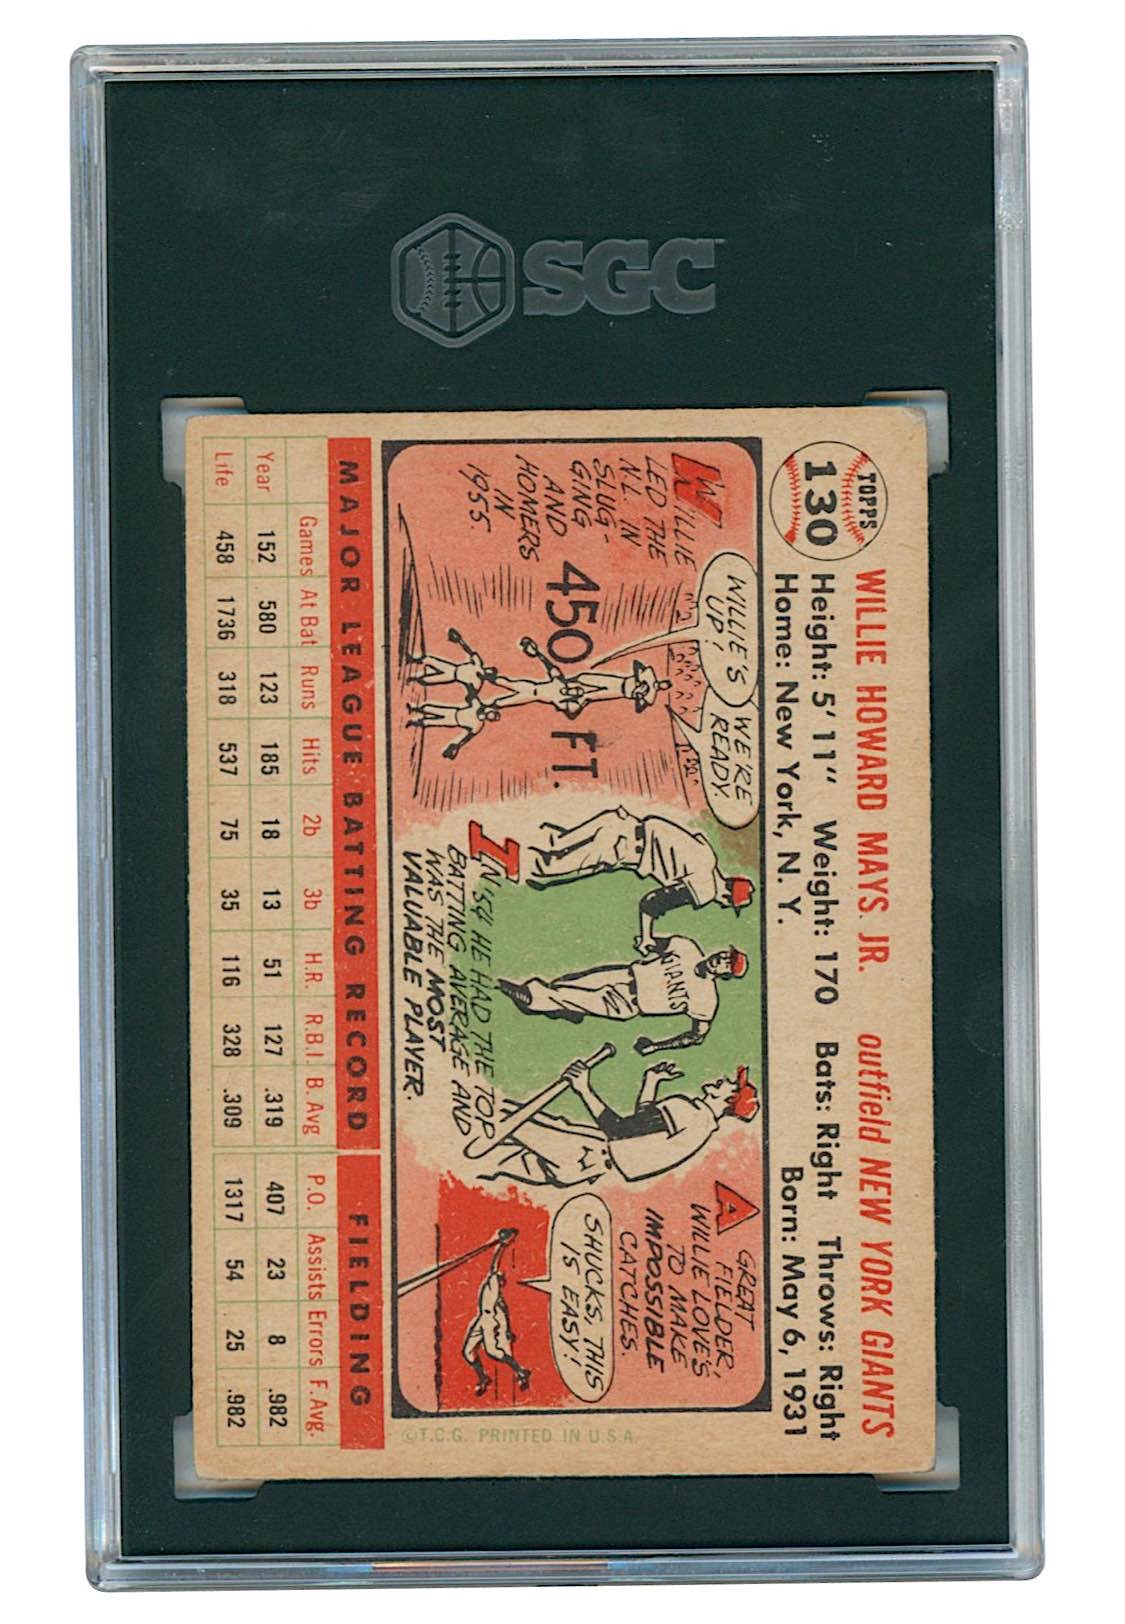 SGC
TOPPS
130
WILLIE HOWARD MAYS, JR. outfield NEW YORK GIANTS
Height: 5' 11" Weight: 170 Bats: Right Throws: Right
Home: New York, N. Y. Born: May 6, 1931
WILLIE
LED THE
N.L. IN
SLUG-
GING
AND
HOMERS
IN
1955.
WILLIE'S
UP!
WE'RE
READY.
450 FT.
IN '54 HE HAD THE TOP
BATTING AVERAGE AND
WAS THE MOST
VALUABLE PLAYER.
GIANTS
A GREAT
FIELDER,
WILLIE LOVE'S
TO MAKE
IMPOSSIBLE
CATCHES.
SHUCKS, THIS
IS EASY!
©T.C.G. PRINTED IN U.S.A.
MAJOR LEAGUE BATTING RECORD FIELDING
Games At Bat Runs Hits 2b 3b H.R. R.B.I. B. Avg P.O. Assists Errors F. Avg.
Year 152 580 123 185 18 13 51 127 .319 407 23 8 .982
Life 458 1736 318 537 75 35 116 328 .309 1317 54 25 .982